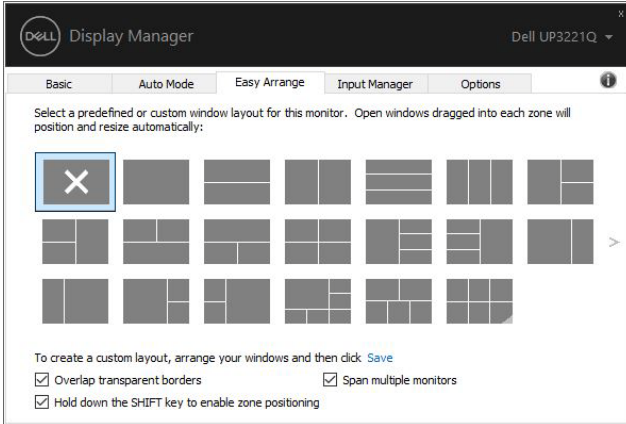 x
DELL Display Manager Dell UP3221Q
Basic Auto Mode Easy Arrange Input Manager Options i
Select a predefined or custom window layout for this monitor. Open windows dragged into each zone will
position and resize automatically:
>
To create a custom layout, arrange your windows and then click Save
Overlap transparent borders Span multiple monitors
Hold down the SHIFT key to enable zone positioning